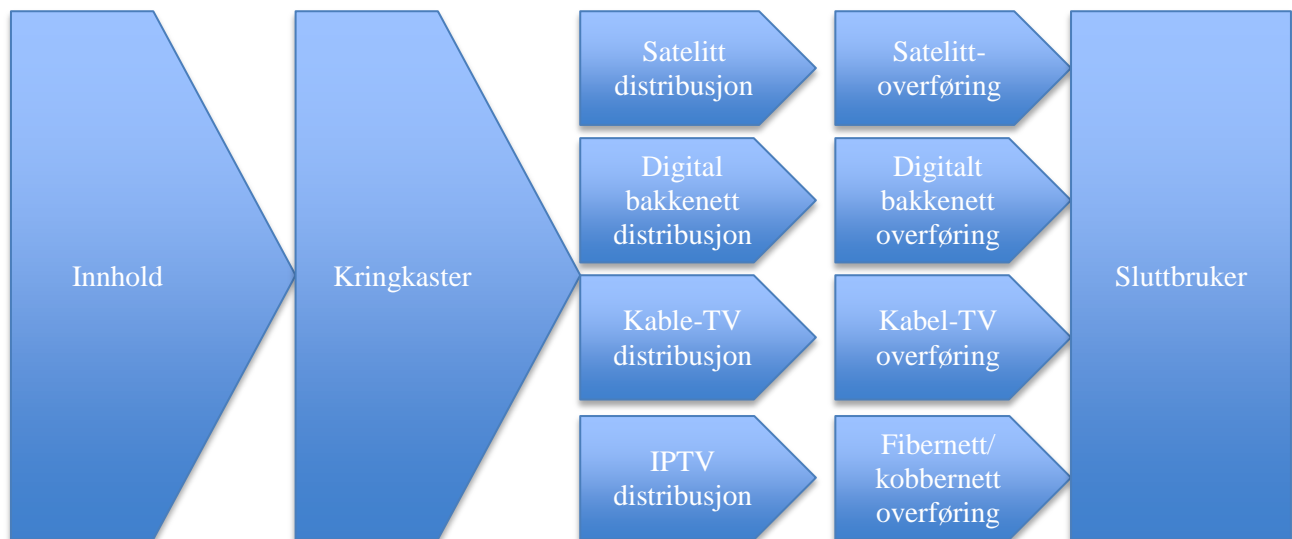 Innhold
Kringkaster
Satelitt
distribusjon
Satelitt-
overføring
Digital
bakkenett
distribusjon
Digitalt
bakkenett
overføring
Kable-TV
distribusjon
Kabel-TV
overføring
IPTV
distribusjon
Fibernett/
kobbernett
overføring
Sluttbruker